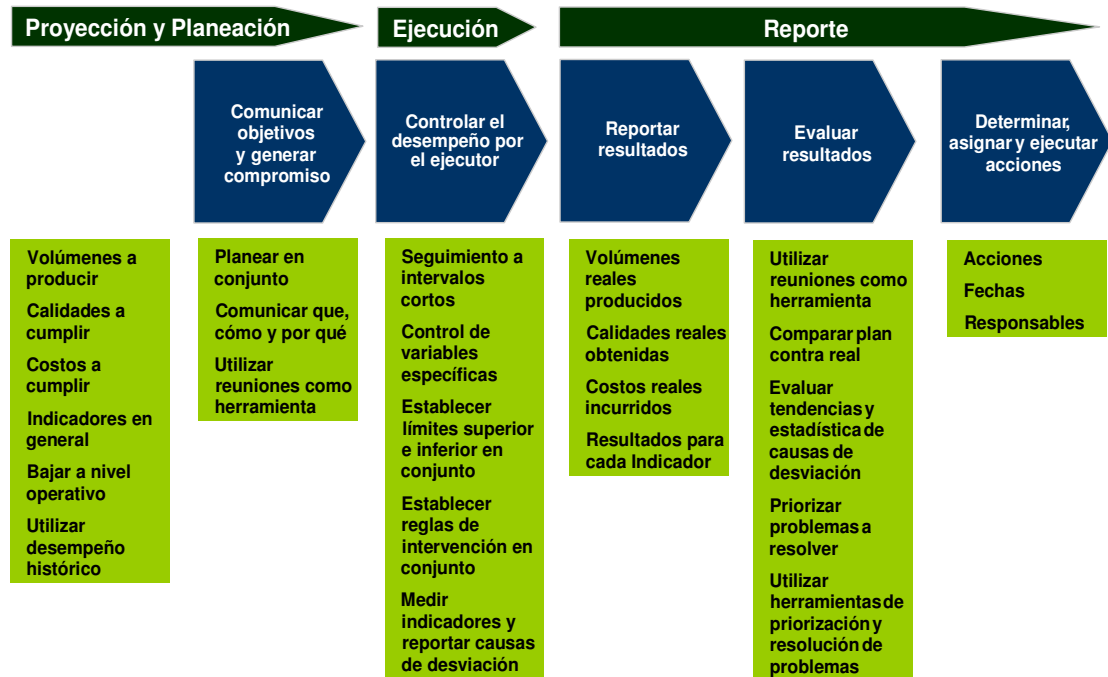 Proyección y Planeación
Ejecución
Reporte
Comunicar
objetivos
y generar
compromiso
Controlar el
desempeño por
el ejecutor
Reportar
resultados
Evaluar
resultados
Determinar,
asignar y ejecutar
acciones
Volúmenes a
producir
Calidades a
cumplir
Costos a
cumplir
Indicadores en
general
Bajar a nivel
operativo
Utilizar
desempeño
histórico
Planear en
conjunto
Comunicar que,
cómo y por qué
Utilizar
reuniones como
herramienta
Seguimiento a
intervalos
cortos
Control de
variables
específicas
Establecer
límites superior
e inferior en
conjunto
Establecer
reglas de
intervención en
conjunto
Medir
indicadores y
reportar causas
de desviación
Volúmenes
reales
producidos
Calidades reales
obtenidas
Costos reales
incurridos
Resultados para
cada Indicador
Utilizar
reuniones como
herramienta
Comparar plan
contra real
Evaluar
tendencias y
estadística de
causas de
desviación
Priorizar
problemas a
resolver
Utilizar
herramientas de
priorización y
resolución de
problemas
Acciones
Fechas
Responsables